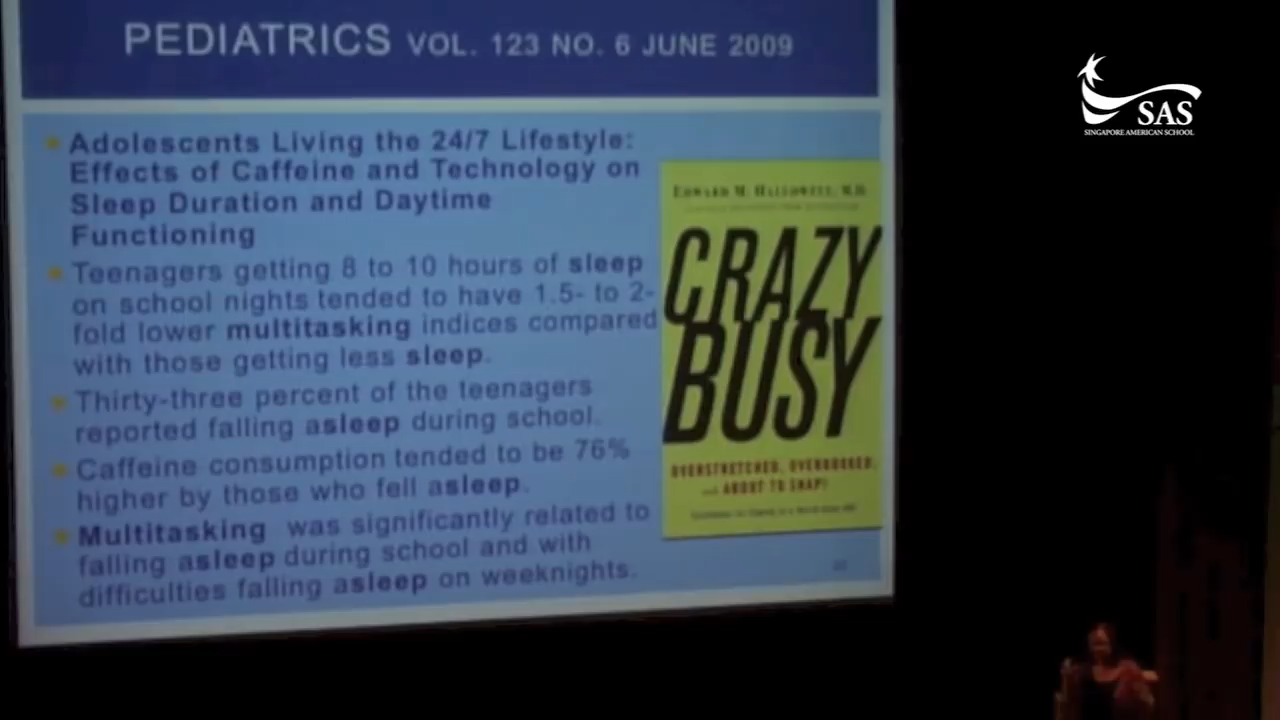 PEDIATRICS VOL. 123 NO. 6 JUNE 2009
SAS
SINGAPORE AMERICAN SCHOOL
Adolescents Living the 24/7 Lifestyle:
Effects of Caffeine and Technology on
Sleep Duration and Daytime
Functioning
Teenagers getting 8 to 10 hours of sleep
on school nights tended to have 1.5- to 2-
fold lower multitasking indices compared
with those getting less sleep.
Thirty-three percent of the teenagers
reported falling asleep during school.
Caffeine consumption tended to be 76%
higher by those who fell asleep.
Multitasking was significantly related to
falling asleep during school and with
difficulties falling asleep on weeknights.
EDWARD M. HALLOWELL, M.D.
CRAZY
BUSY
OVERSTRETCHED, OVERBOOKED,
ABOUT TO SNAP!